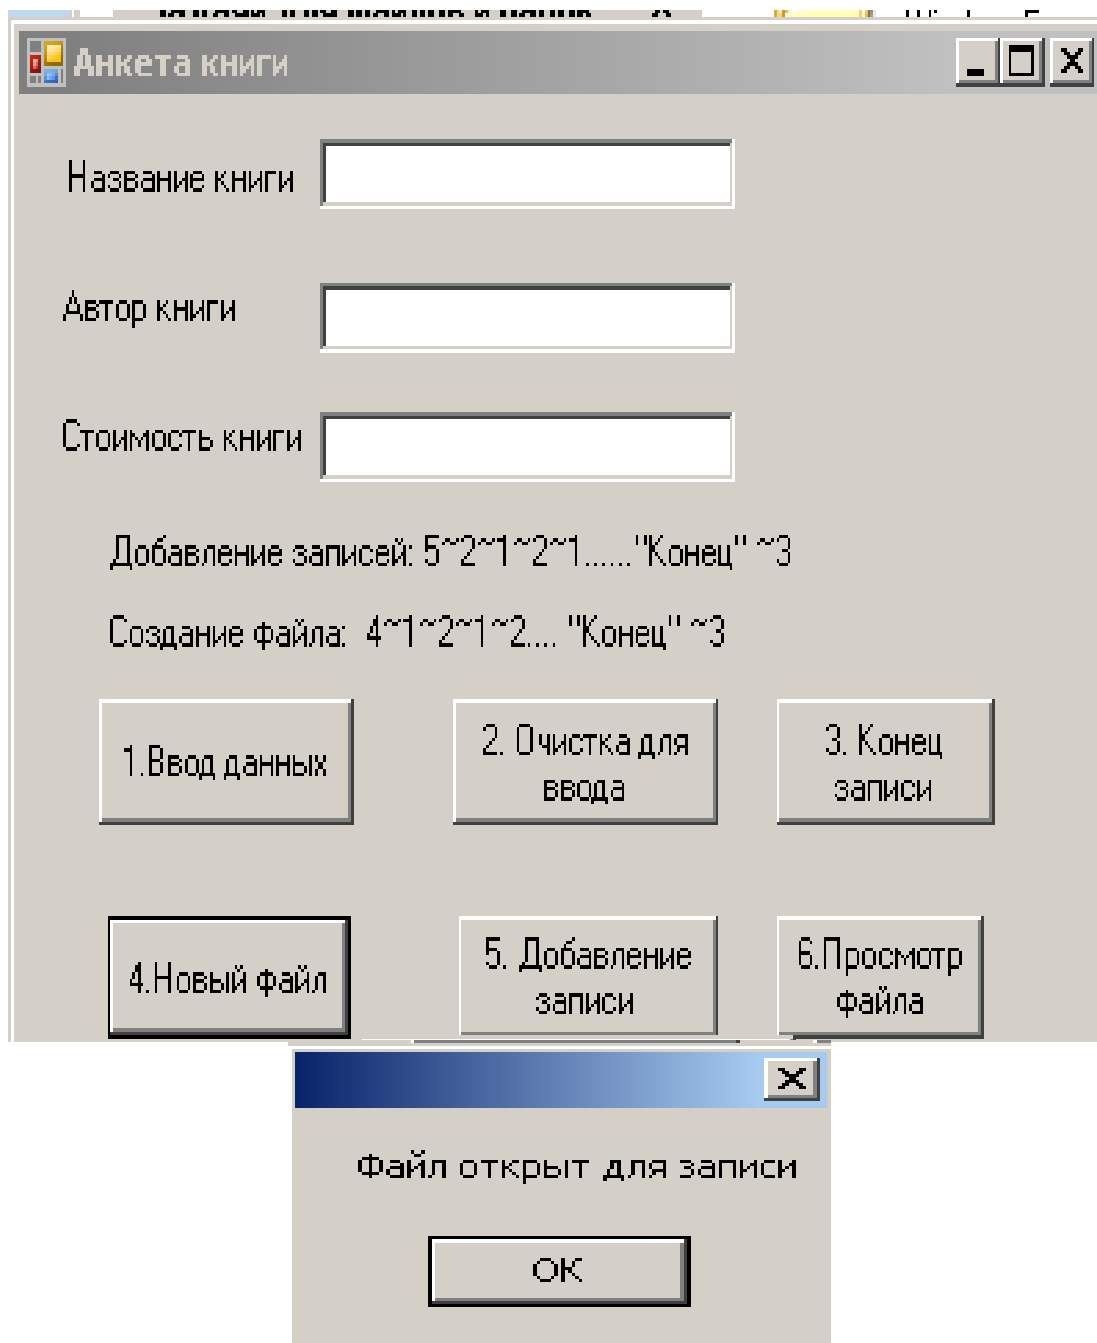 Анкета книги
Название книги
Автор книги
Стоимость книги
Добавление записей: 5~2~1~2~1......"Конец" ~3
Создание файла:  4~1~2~1~2.... "Конец" ~3
1.Ввод данных
2. Очистка для
ввода
3. Конец
записи
4.Новый файл
5. Добавление
записи
6.Просмотр
файла
Файл открыт для записи
OK